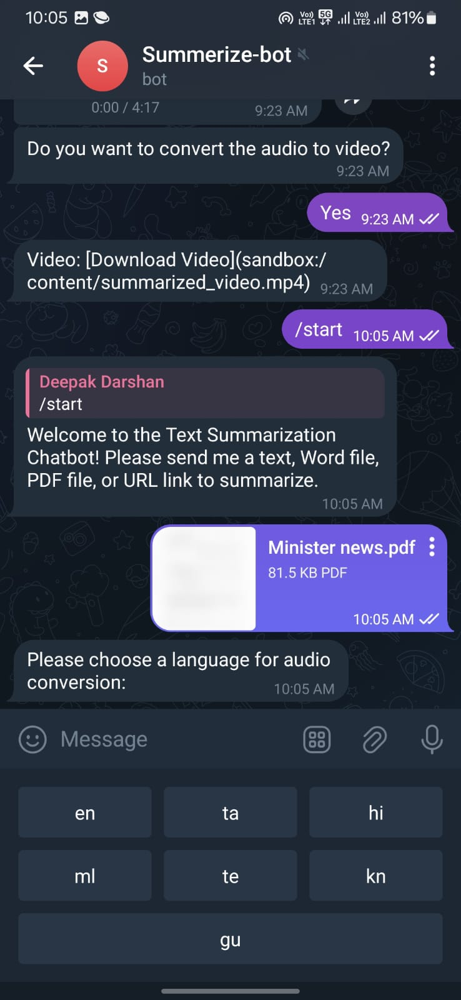 10:05
Vo)) LTE1 5G Vo)) LTE2 81%
S
Summerize-bot
bot
0:00 / 4:17
9:23 AM
Do you want to convert the audio to video?
9:23 AM
Yes 9:23 AM
Video: [Download Video](sandbox:/
content/summarized_video.mp4) 9:23 AM
/start 10:05 AM
Deepak Darshan
/start
Welcome to the Text Summarization
Chatbot! Please send me a text, Word file,
PDF file, or URL link to summarize.
10:05 AM
Minister news.pdf
81.5 KB PDF
10:05 AM
Please choose a language for audio
conversion:
10:05 AM
Message
en ta hi
ml te kn
gu